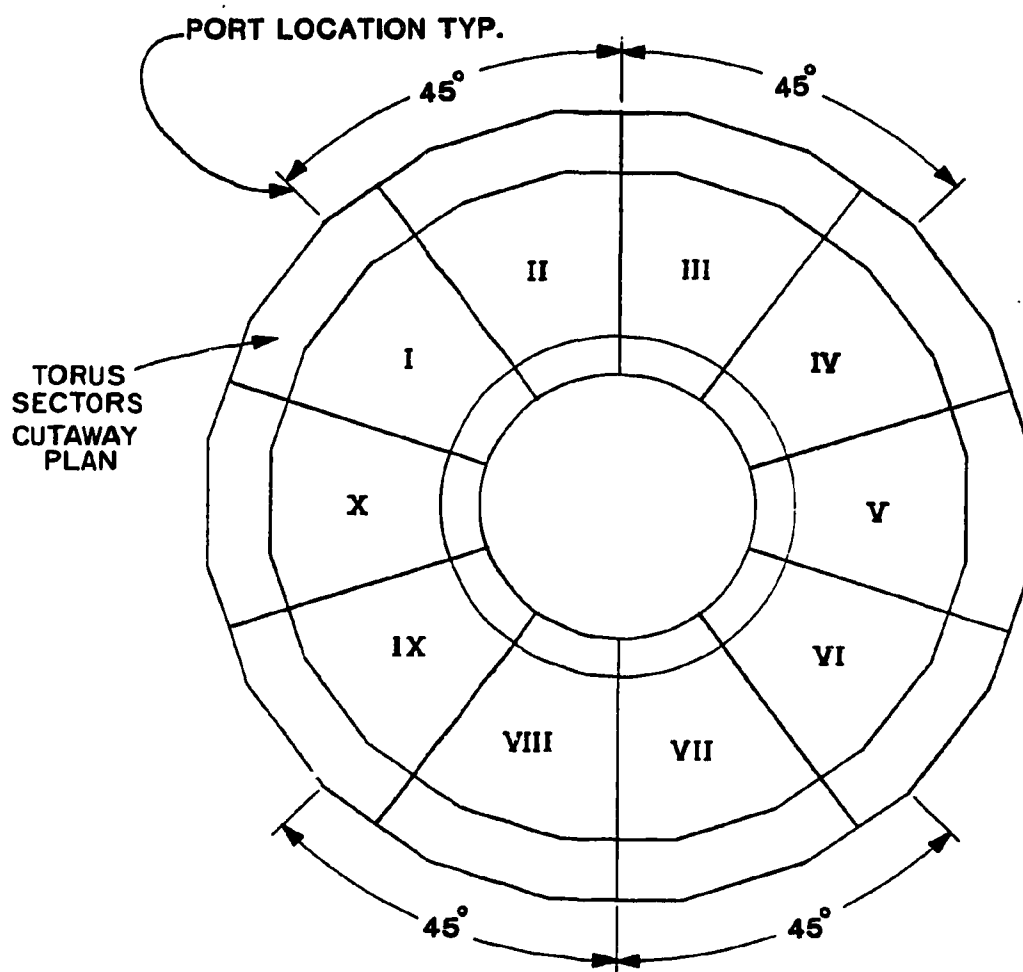 PORT LOCATION TYP.
45°
45°
II
III
I
IV
TORUS
SECTORS
CUTAWAY
PLAN
X
V
IX
VI
VIII
VII
45°
45°